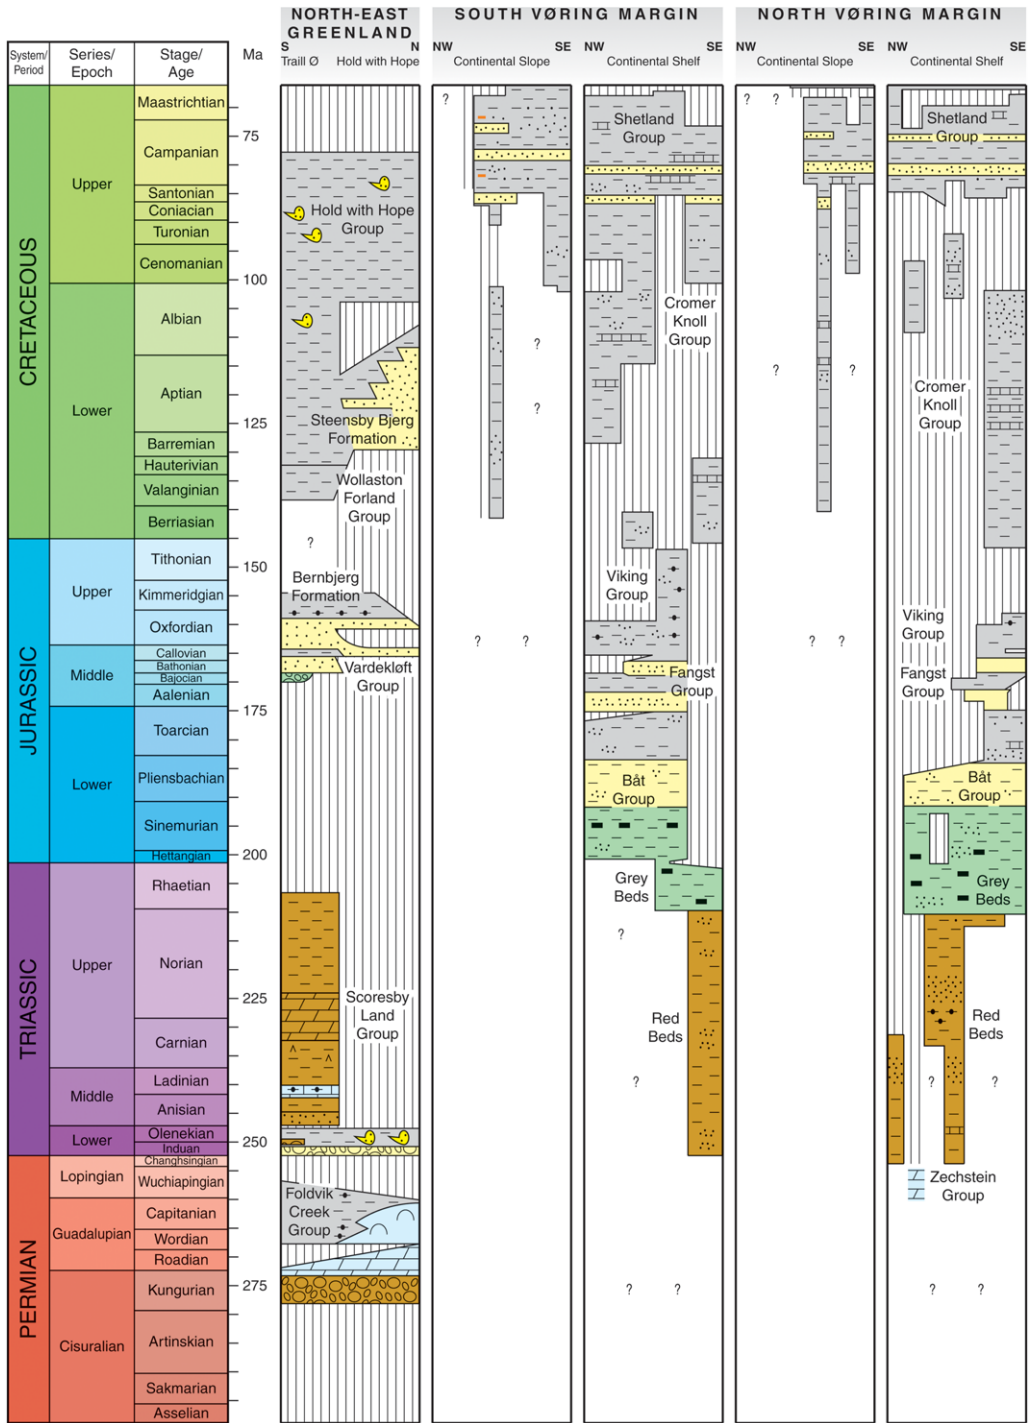 NORTH-EAST
GREENLAND
S N
Traill Ø Hold with Hope
SOUTH VØRING MARGIN
NW SE
Continental Slope
NW SE
Continental Shelf
NORTH VØRING MARGIN
NW SE
Continental Slope
NW SE
Continental Shelf
System/
Period
Series/
Epoch
Stage/
Age
Ma
CRETACEOUS
Upper
Lower
Maastrichtian
Campanian
Santonian
Coniacian
Turonian
Cenomanian
Albian
Aptian
Barremian
Hauterivian
Valanginian
Berriasian
JURASSIC
Upper
Middle
Lower
Tithonian
Kimmeridgian
Oxfordian
Callovian
Bathonian
Bajocian
Aalenian
Toarcian
Pliensbachian
Sinemurian
Hettangian
TRIASSIC
Upper
Middle
Lower
Rhaetian
Norian
Carnian
Ladinian
Anisian
Olenekian
Induan
PERMIAN
Lopingian
Guadalupian
Cisuralian
Changhsingian
Wuchiapingian
Capitanian
Wordian
Roadian
Kungurian
Artinskian
Sakmarian
Asselian
75
100
125
150
175
200
225
250
275
Hold with Hope
Group
Steensby Bjerg
Formation
Wollaston
Forland
Group
?
Bernbjerg
Formation
Vardekløft
Group
Scoresby
Land
Group
Foldvik
Creek
Group
?
?
?
? ?
Shetland
Group
Cromer
Knoll
Group
Viking
Group
Fangst
Group
Båt
Group
Grey
Beds
?
Red
Beds
?
? ?
? ?
? ?
? ?
Shetland
Group
Cromer
Knoll
Group
Viking
Group
Fangst
Group
Båt
Group
Grey
Beds
Red
Beds
? ?
Zechstein
Group
? ?